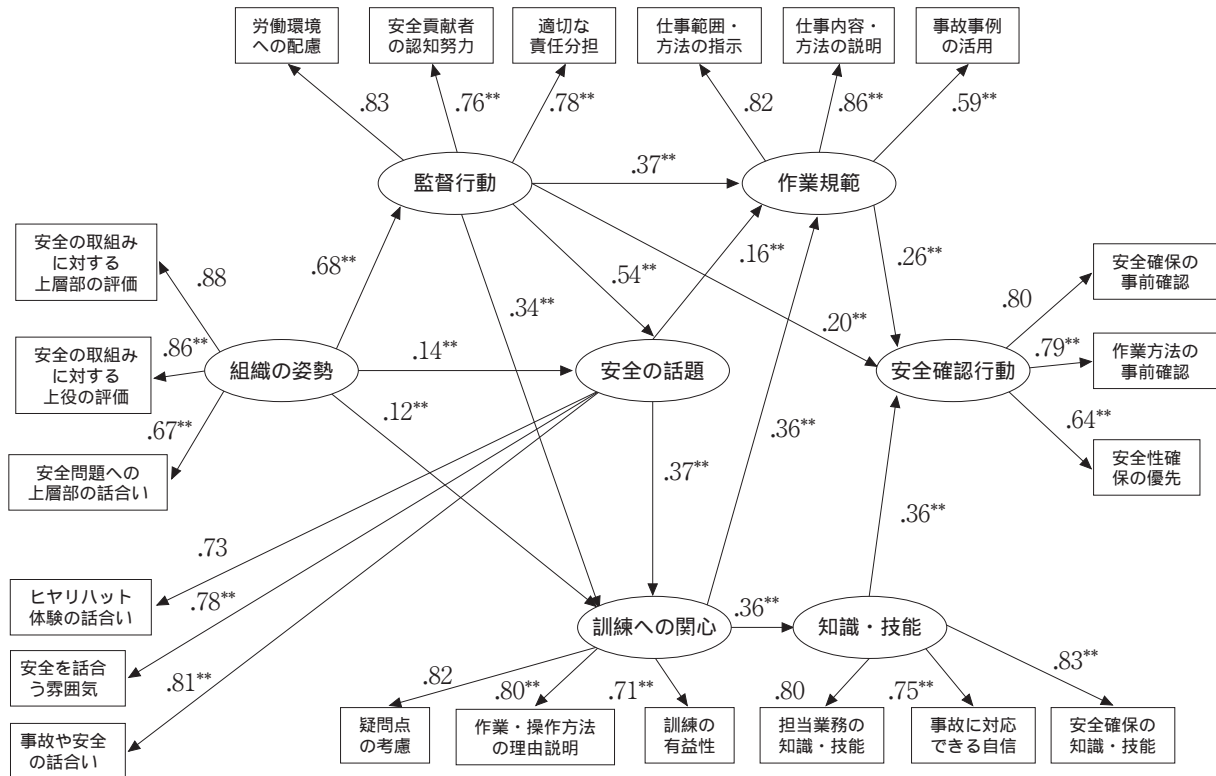 労働環境
への配慮
安全貢献者
の認知努力
適切な
責任分担
仕事範囲・
方法の指示
仕事内容・
方法の説明
事故事例
の活用
.83
.76**
.78**
.82
.86**
.59**
監督行動
.37**
作業規範
安全の取組み
に対する
上層部の評価
.88
.68**
.54**
.16**
.26**
安全確保の
事前確認
.34**
.20**
.80
安全の取組み
に対する
上役の評価
.86**
組織の姿勢
.14**
安全の話題
安全確認行動
.79**
作業方法の
事前確認
.12**
.36**
.64**
.67**
安全問題への
上層部の話合い
.37**
安全性確
保の優先
.36**
.73
ヒヤリハット
体験の話合い
.78**
訓練への関心
.36**
知識・技能
安全を話合
う雰囲気
.81**
.82
.80**
.71**
.80
.75**
.83**
事故や安全
の話合い
疑問点
の考慮
作業・操作方法
の理由説明
訓練の
有益性
担当業務の
知識・技能
事故に対応
できる自信
安全確保の
知識・技能